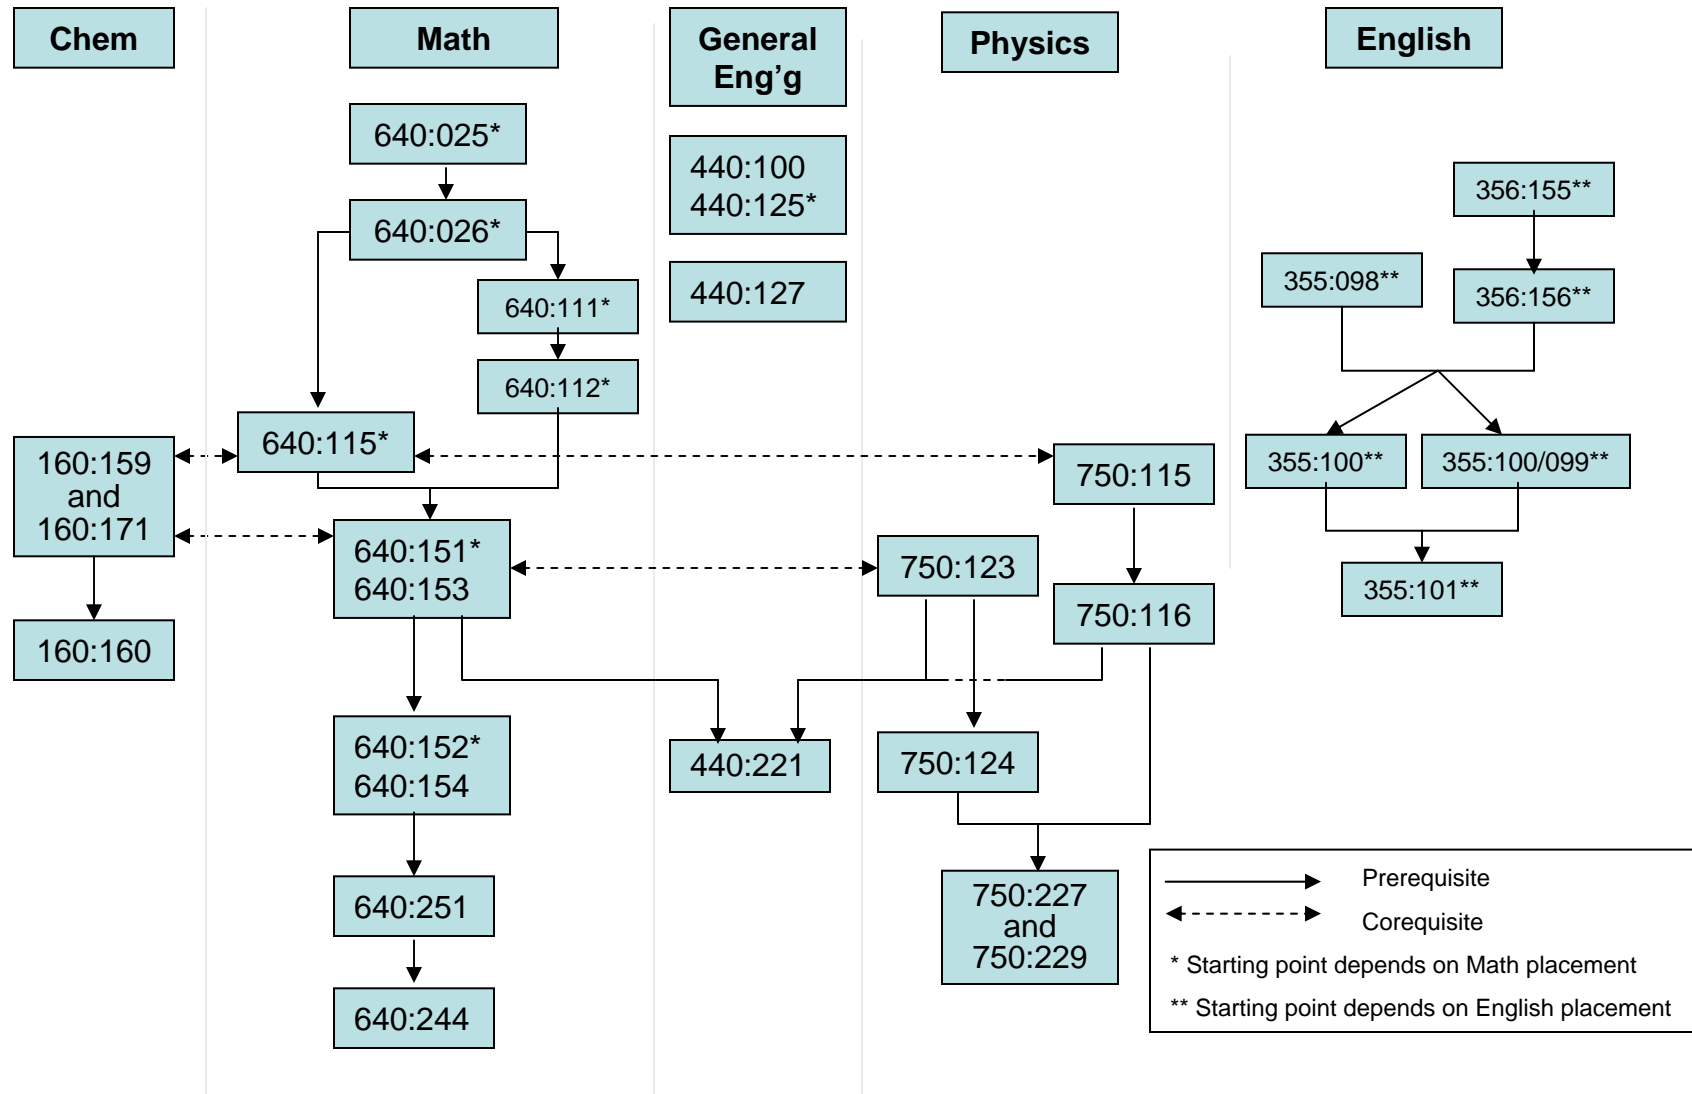 Chem
Math
General
Eng'g
Physics
English
640:025*
640:026*
640:111*
640:112*
640:115*
160:159
and
160:171
160:160
640:151*
640:153
640:152*
640:154
640:251
640:244
440:100
440:125*
440:127
440:221
750:115
750:123
750:116
750:124
750:227
and
750:229
356:155**
355:098**
356:156**
355:100**
355:100/099**
355:101**
Prerequisite
Corequisite
* Starting point depends on Math placement
** Starting point depends on English placement